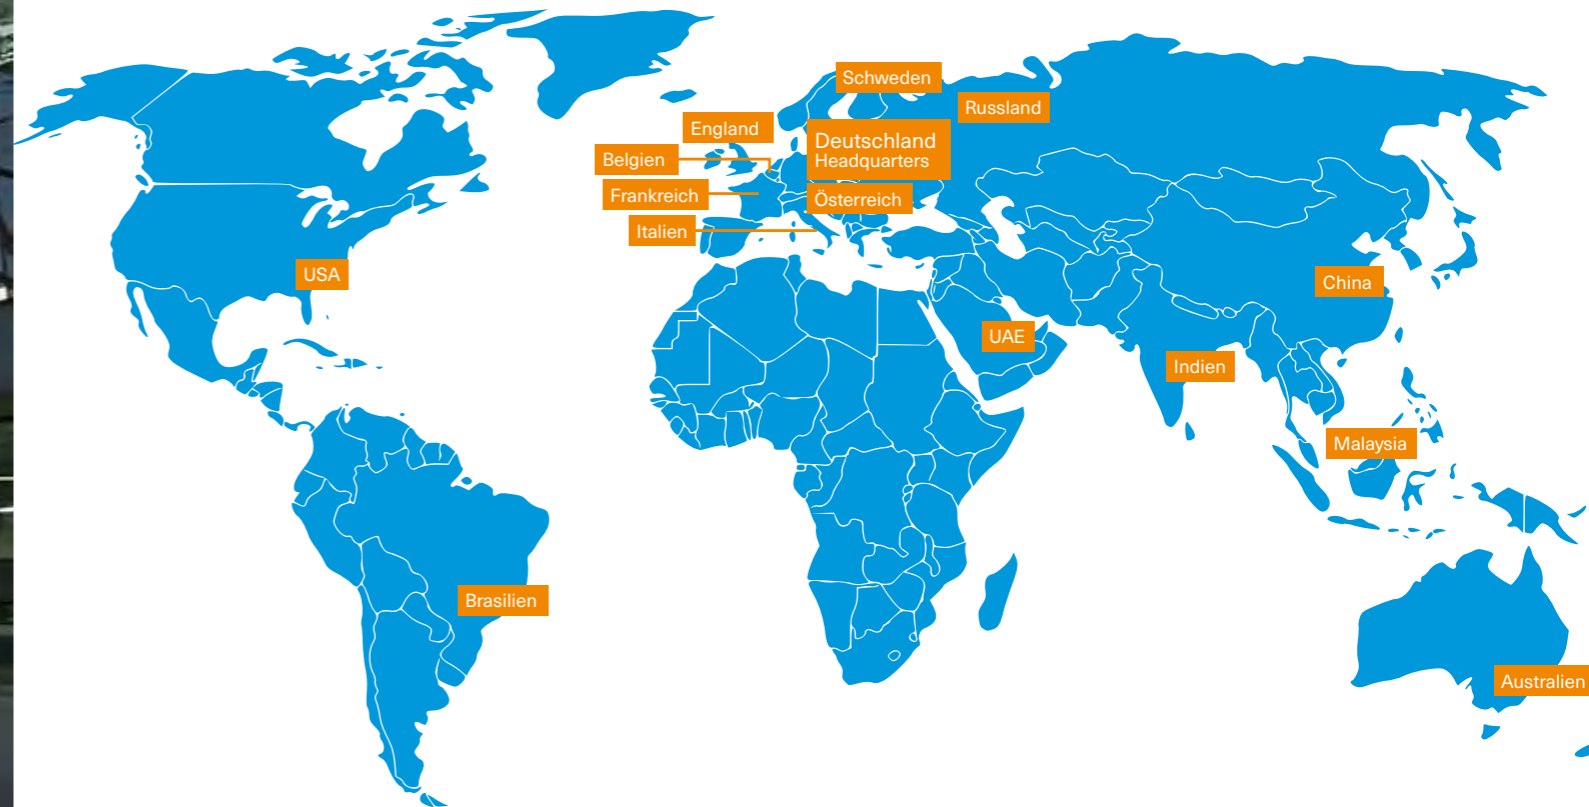 Schweden
Russland
England
Deutschland
Headquarters
Belgien
Frankreich
Österreich
Italien
USA
China
UAE
Indien
Malaysia
Brasilien
Australien